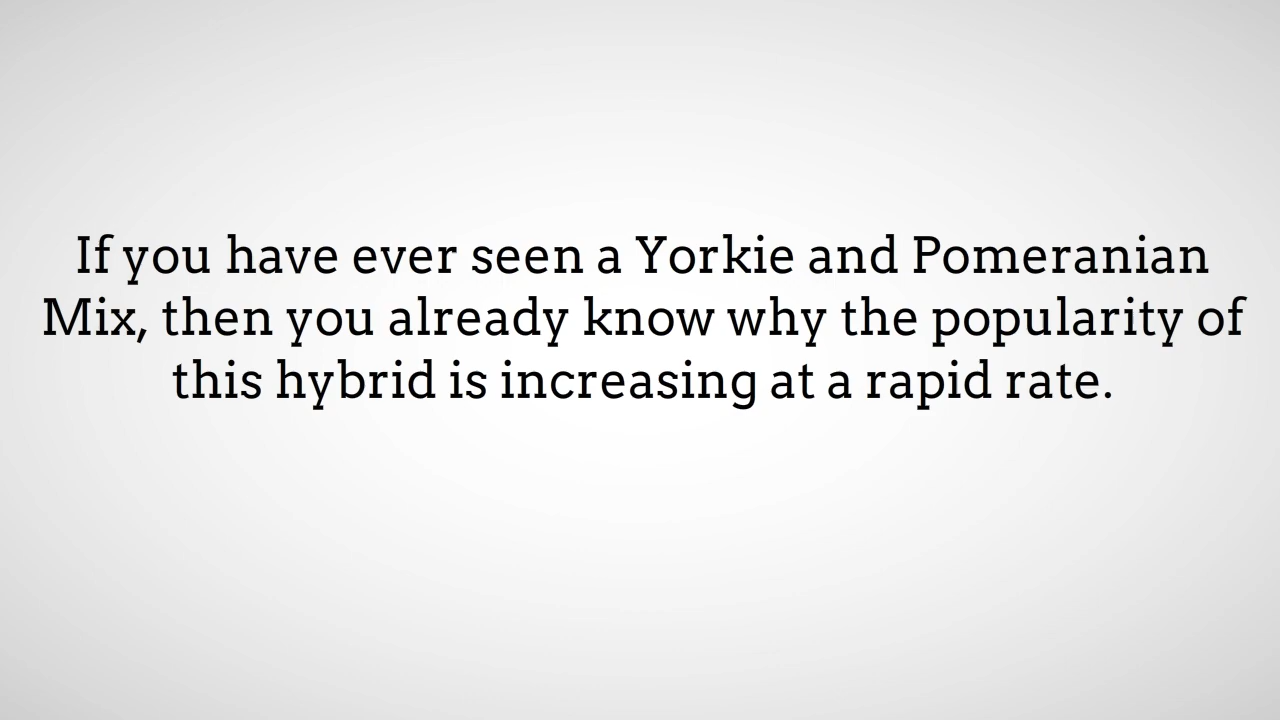 If you have ever seen a Yorkie and Pomeranian
Mix, then you already know why the popularity of
this hybrid is increasing at a rapid rate.